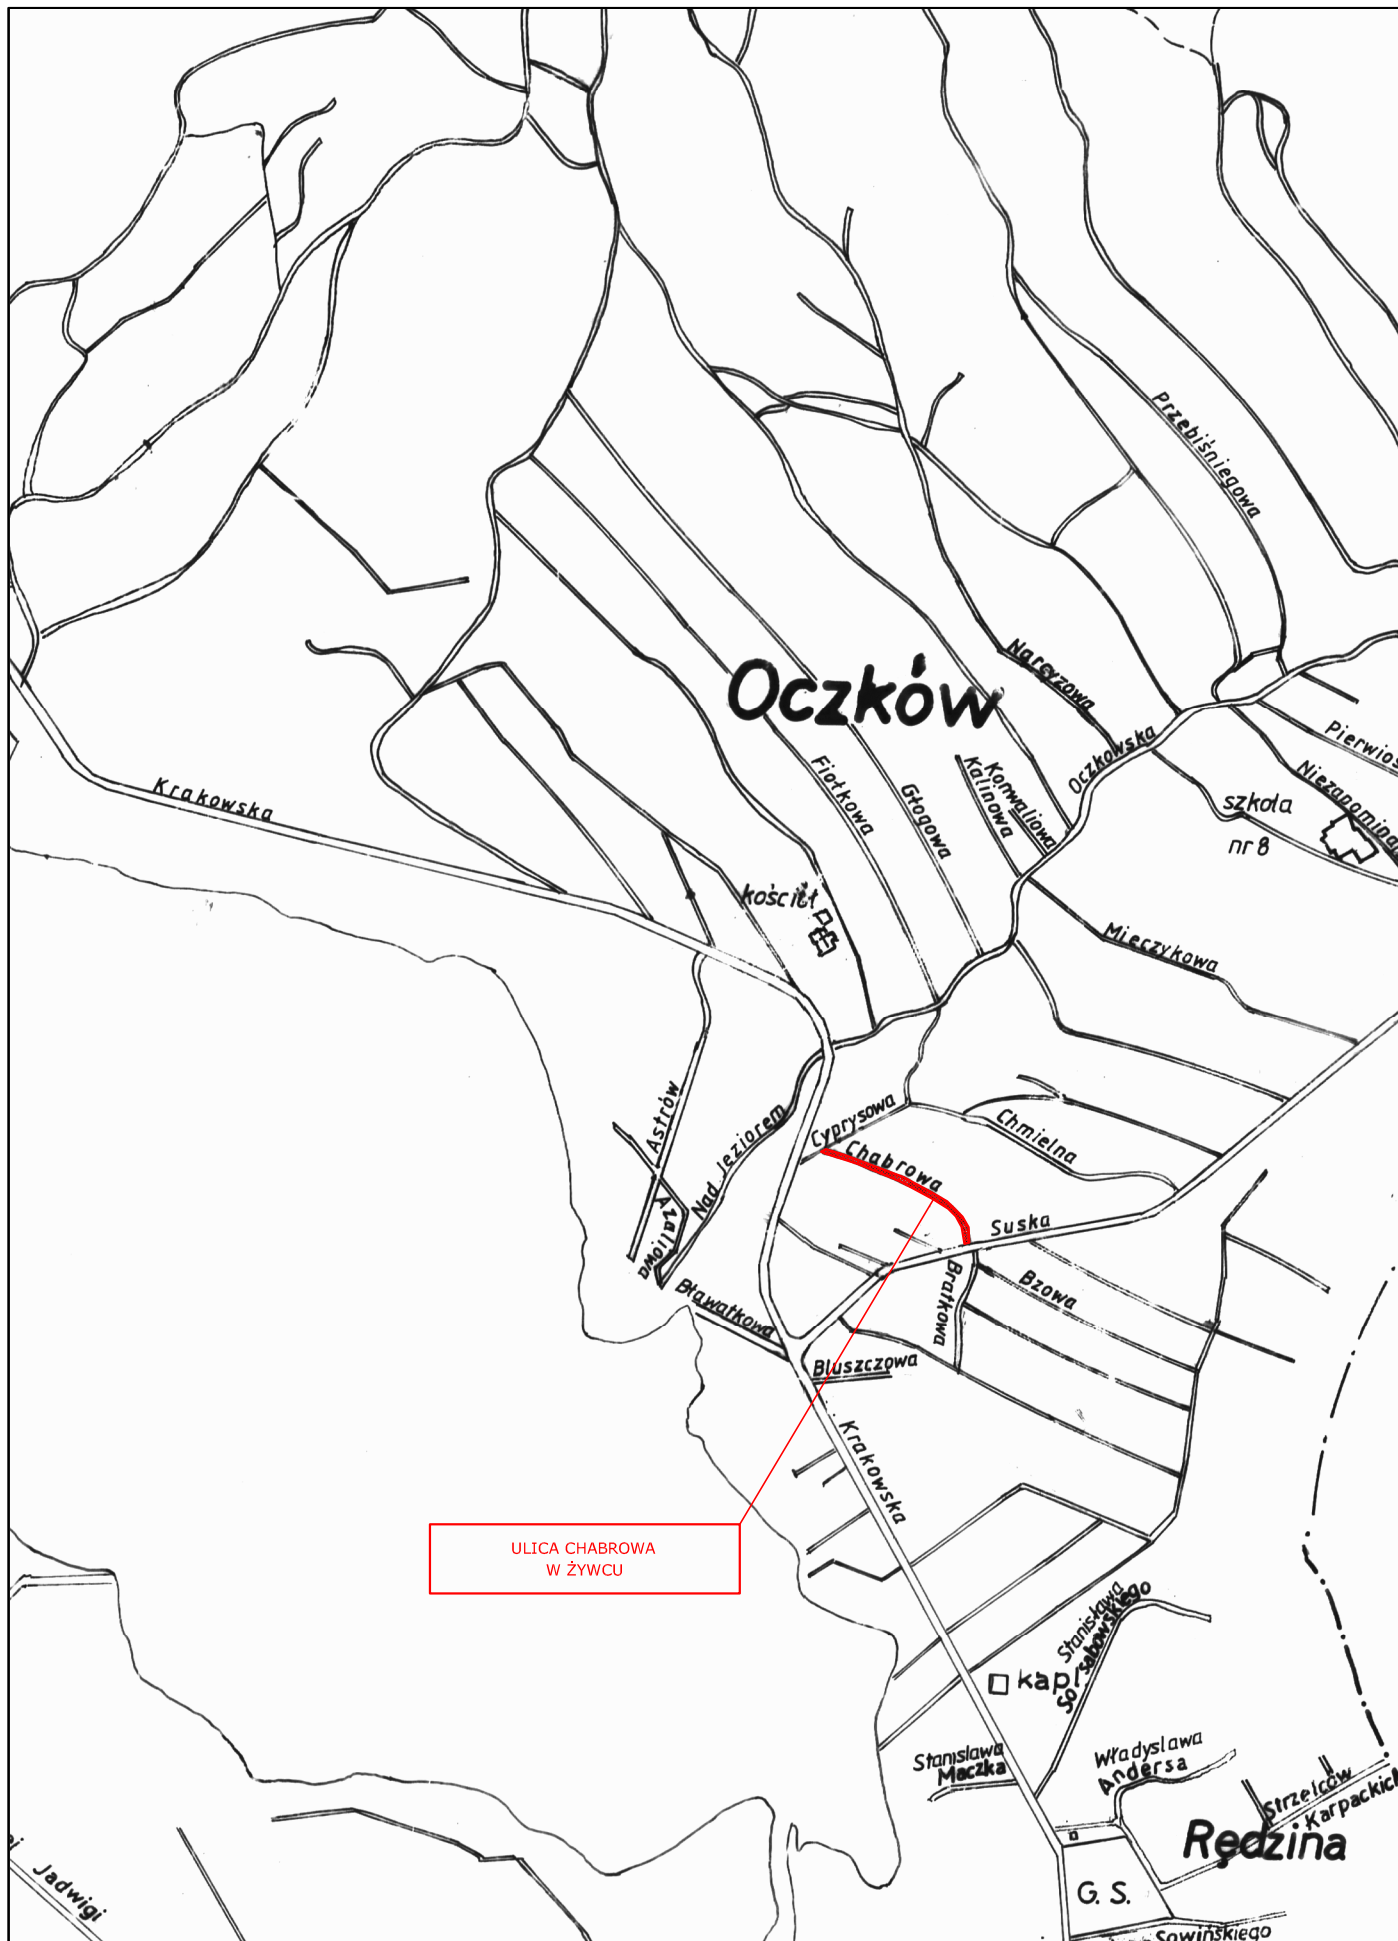 Przebiśniegowa
Oczków
Narcyzowa
Oczkowska
Pierwios
Niezapomina
Krakowska
Fiołkowa
Głogowa
Kalinowa
Konwaliowa
szkoła
nr 8
kościół
Mieczykowa
Astrów
Nad Jeziorem
Cyprysowa
Chabrowa
Chmielna
Azaliowa
Suska
Bławatkowa
Bratkowa
Bzowa
Bluszczowa
Krakowska
ULICA CHABROWA
W ŻYWCU
Stanisława
Sosabowskiego
kapl
Stanisława
Maczka
Władysława
Andersa
Strzelców
Karpackich
Rędzina
G. S.
Jadwigi
Sowińskiego